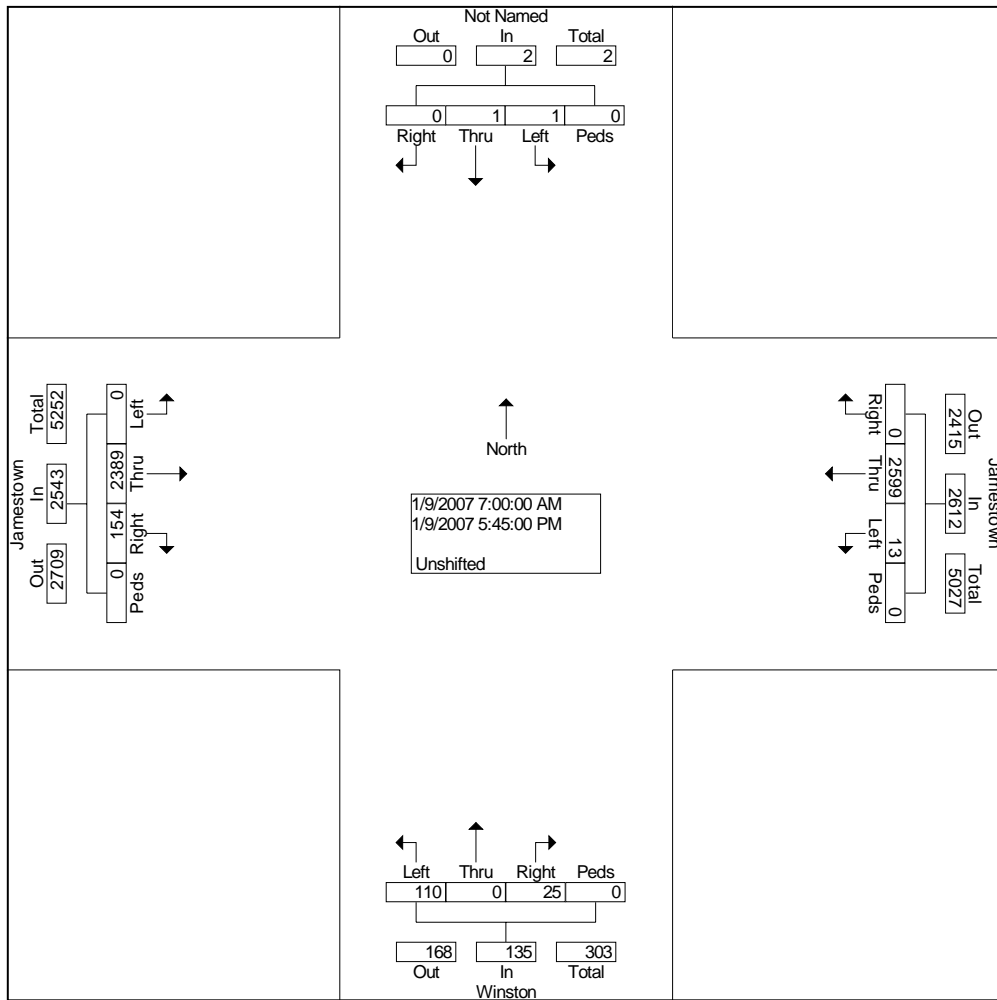 Not Named
Out In Total
0 2 2
0 1 1 0
Right Thru Left Peds
Jamestown
Total In Out
5252 2543 2709
0 2389 154 0
Left Thru Right Peds
North
1/9/2007 7:00:00 AM
1/9/2007 5:45:00 PM
Unshifted
Right Thru Left Peds
0 2599 13 0
2415 2612 5027
Out In Total
Jamestown
Left Thru Right Peds
110 0 25 0
168 135 303
Out In Total
Winston